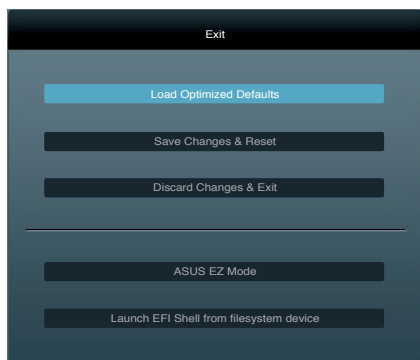 Exit
Load Optimized Defaults
Save Changes & Reset
Discard Changes & Exit
ASUS EZ Mode
Launch EFI Shell from filesystem device